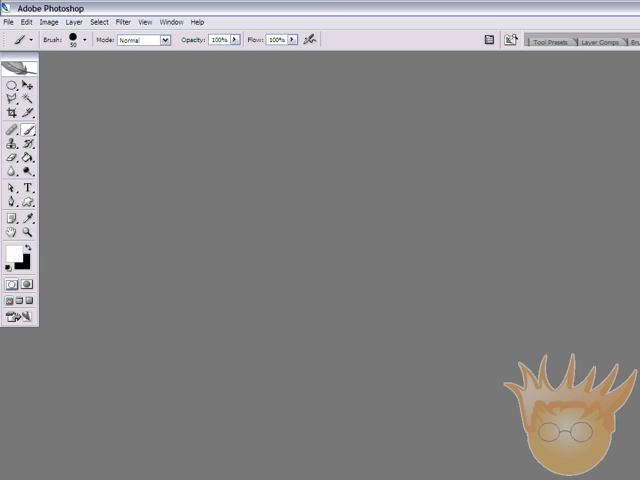 Adobe Photoshop
File Edit Image Layer Select Filter View Window Help
Brush: 50 Mode: Normal Opacity: 100% Flow: 100% Tool Presets Layer Comps Bru
T